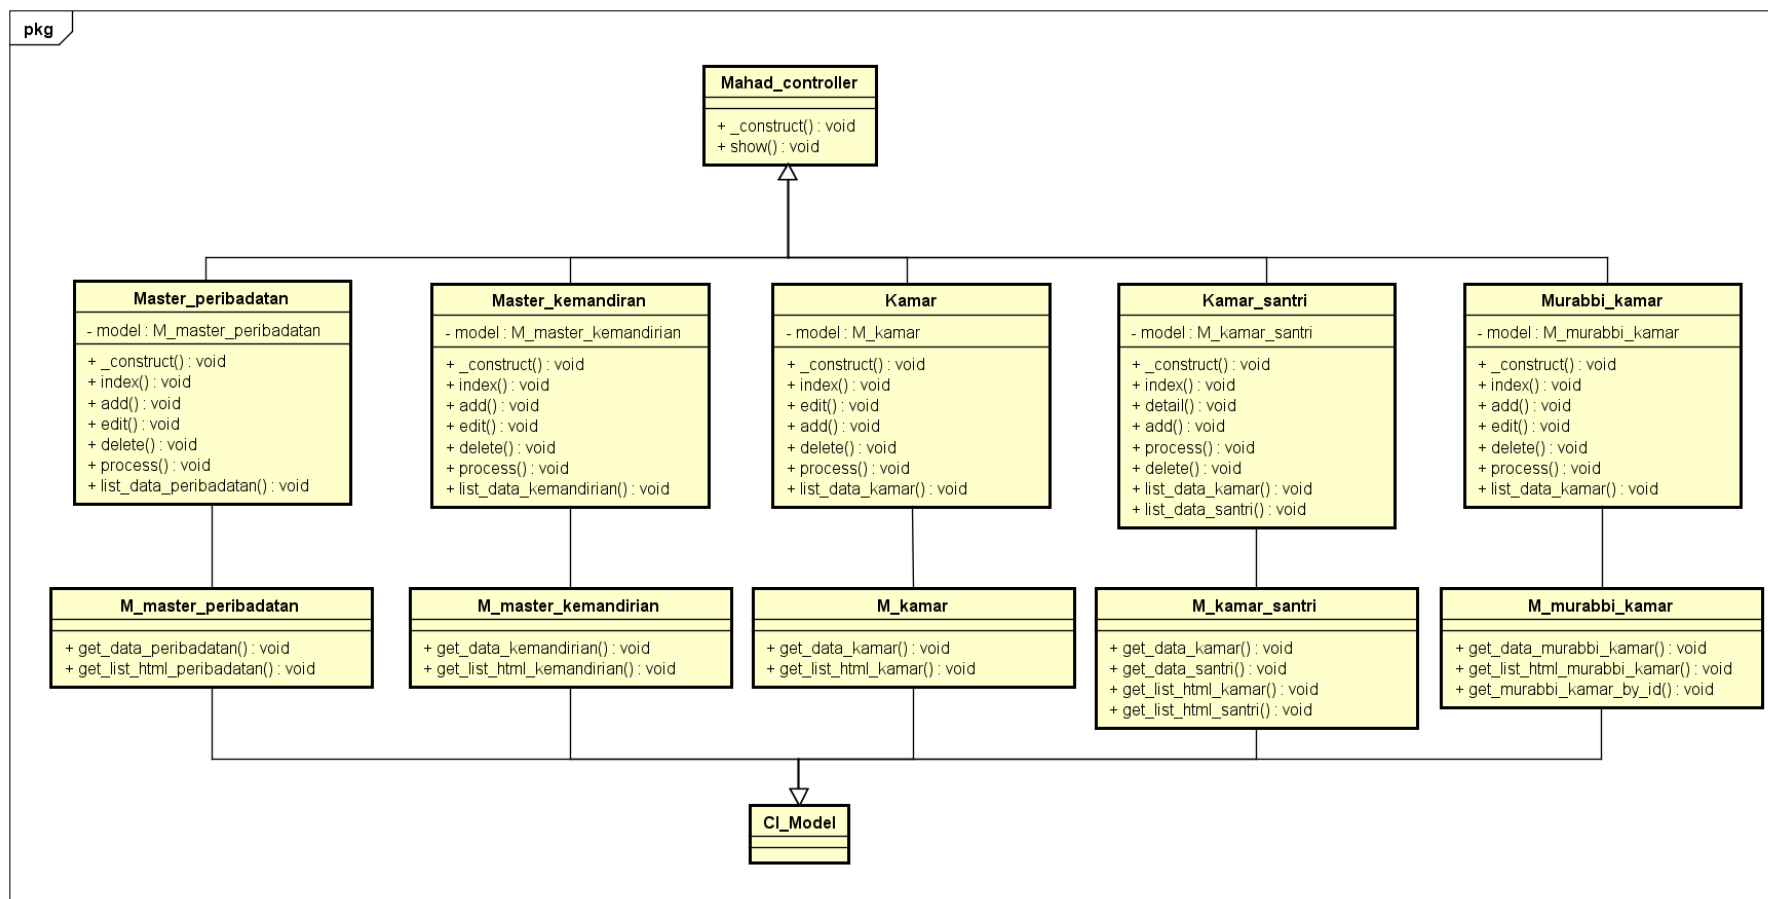 pkg
Mahad_controller
+ _construct() : void
+ show() : void
Master_peribadatan
- model : M_master_peribadatan
+ _construct() : void
+ index() : void
+ add() : void
+ edit() : void
+ delete() : void
+ process() : void
+ list_data_peribadatan() : void
Master_kemandiran
- model : M_master_kemandirian
+ _construct() : void
+ index() : void
+ add() : void
+ edit() : void
+ delete() : void
+ process() : void
+ list_data_kemandirian() : void
Kamar
- model : M_kamar
+ _construct() : void
+ index() : void
+ edit() : void
+ add() : void
+ delete() : void
+ process() : void
+ list_data_kamar() : void
Kamar_santri
- model : M_kamar_santri
+ _construct() : void
+ index() : void
+ detail() : void
+ add() : void
+ process() : void
+ delete() : void
+ list_data_kamar() : void
+ list_data_santri() : void
Murabbi_kamar
- model : M_murabbi_kamar
+ _construct() : void
+ index() : void
+ add() : void
+ edit() : void
+ delete() : void
+ process() : void
+ list_data_kamar() : void
M_master_peribadatan
+ get_data_peribadatan() : void
+ get_list_html_peribadatan() : void
M_master_kemandirian
+ get_data_kemandirian() : void
+ get_list_html_kemandirian() : void
M_kamar
+ get_data_kamar() : void
+ get_list_html_kamar() : void
M_kamar_santri
+ get_data_kamar() : void
+ get_data_santri() : void
+ get_list_html_kamar() : void
+ get_list_html_santri() : void
M_murabbi_kamar
+ get_data_murabbi_kamar() : void
+ get_list_html_murabbi_kamar() : void
+ get_murabbi_kamar_by_id() : void
CI_Model